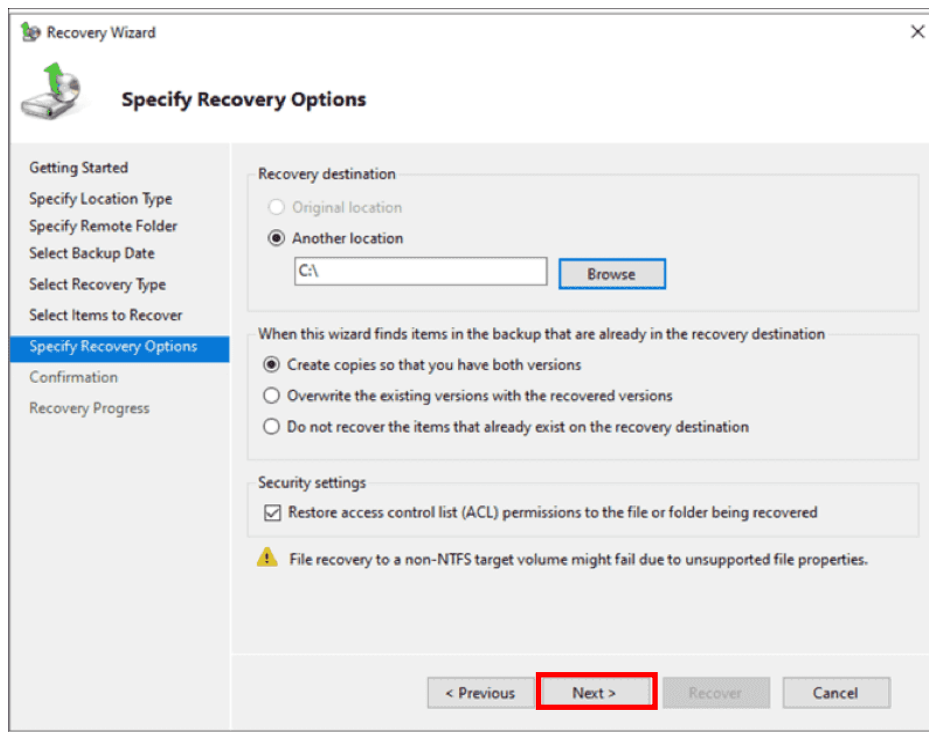 Recovery Wizard
Specify Recovery Options
Getting Started
Specify Location Type
Specify Remote Folder
Select Backup Date
Select Recovery Type
Select Items to Recover
Specify Recovery Options
Confirmation
Recovery Progress
Recovery destination
Original location
Another location
C:\
Browse
When this wizard finds items in the backup that are already in the recovery destination
Create copies so that you have both versions
Overwrite the existing versions with the recovered versions
Do not recover the items that already exist on the recovery destination
Security settings
Restore access control list (ACL) permissions to the file or folder being recovered
File recovery to a non-NTFS target volume might fail due to unsupported file properties.
< Previous
Next >
Recover
Cancel